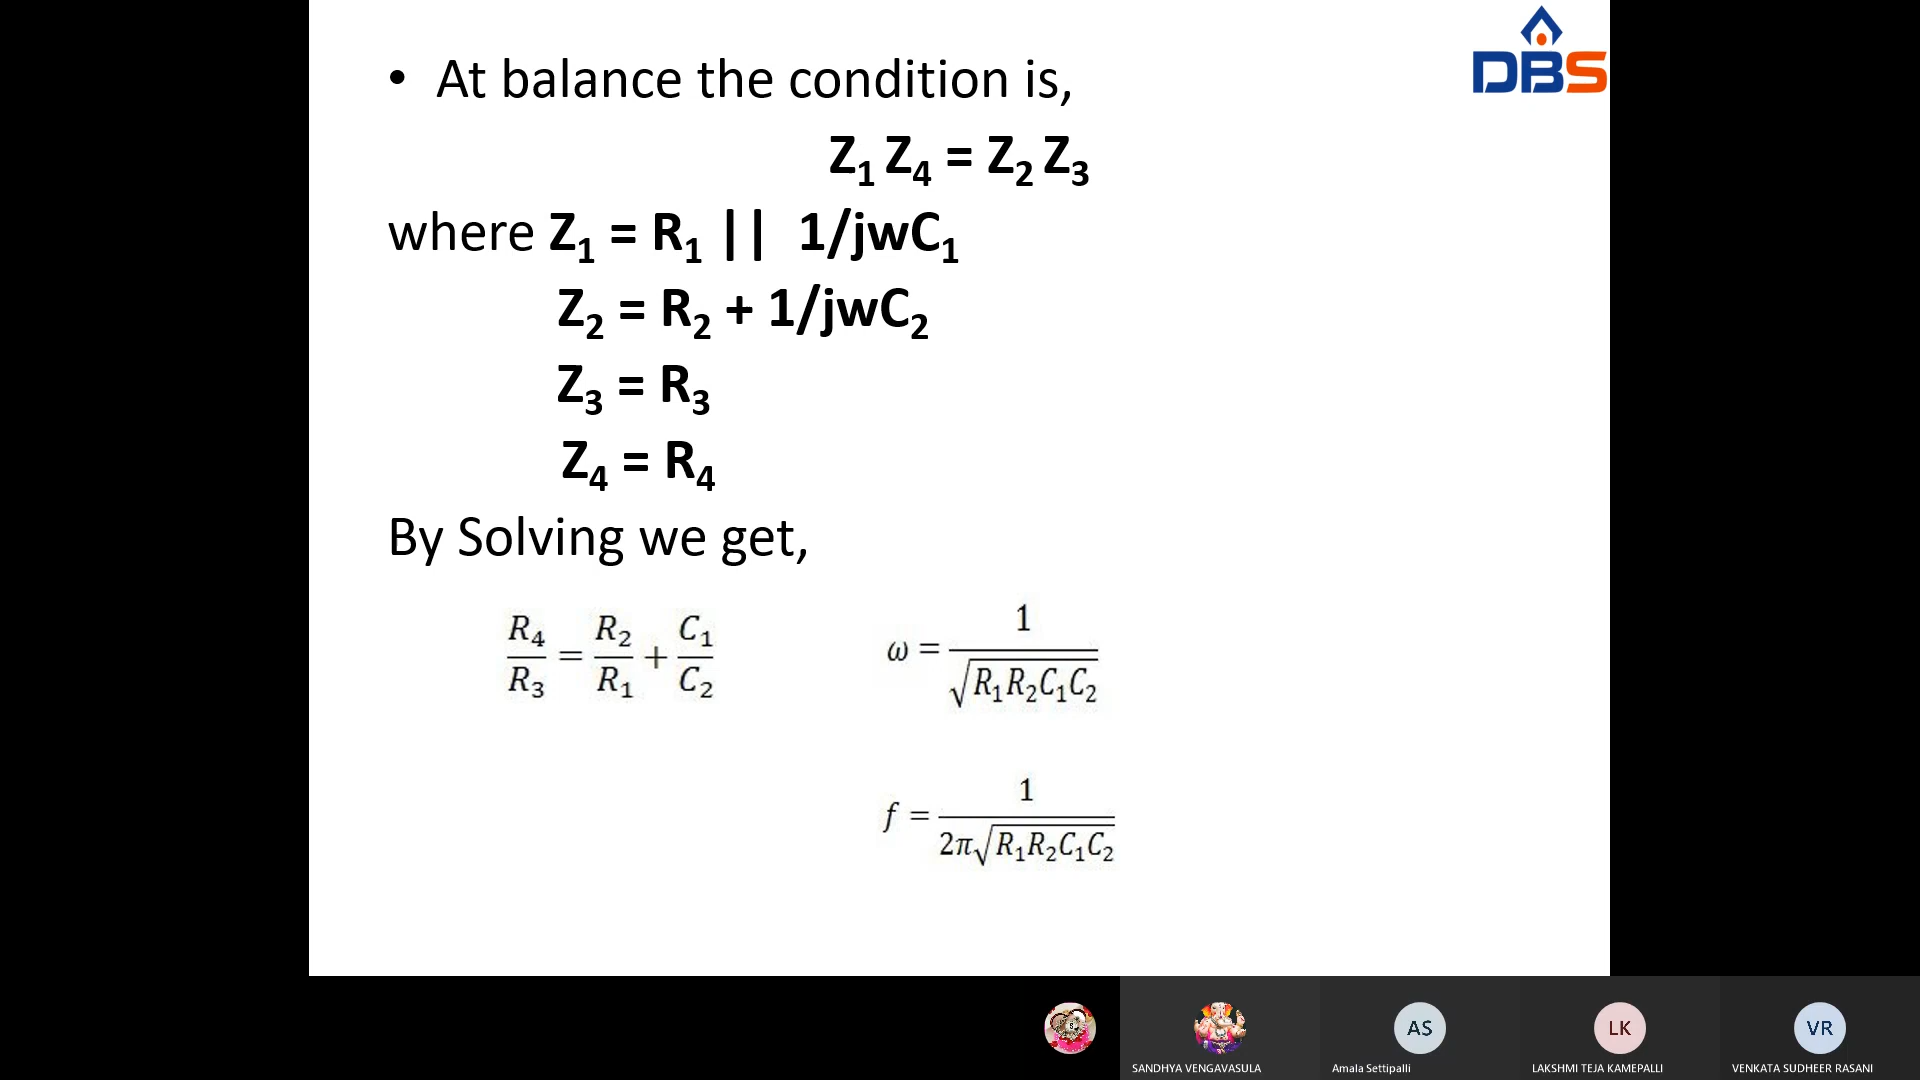 DBS
• At balance the condition is,
Z₁ Z₄ = Z₂ Z₃
where Z₁ = R₁ || 1/jwC₁
Z₂ = R₂ + 1/jwC₂
Z₃ = R₃
Z₄ = R₄
By Solving we get,
R₄/R₃ = R₂/R₁ + C₁/C₂
ω = 1/√(R₁R₂C₁C₂)
f = 1/2π√(R₁R₂C₁C₂)
AS
LK
VR
SANDHYA VENGAVASULA
Amala Settipalli
LAKSHMI TEJA KAMEPALLI
VENKATA SUDHEER RASANI